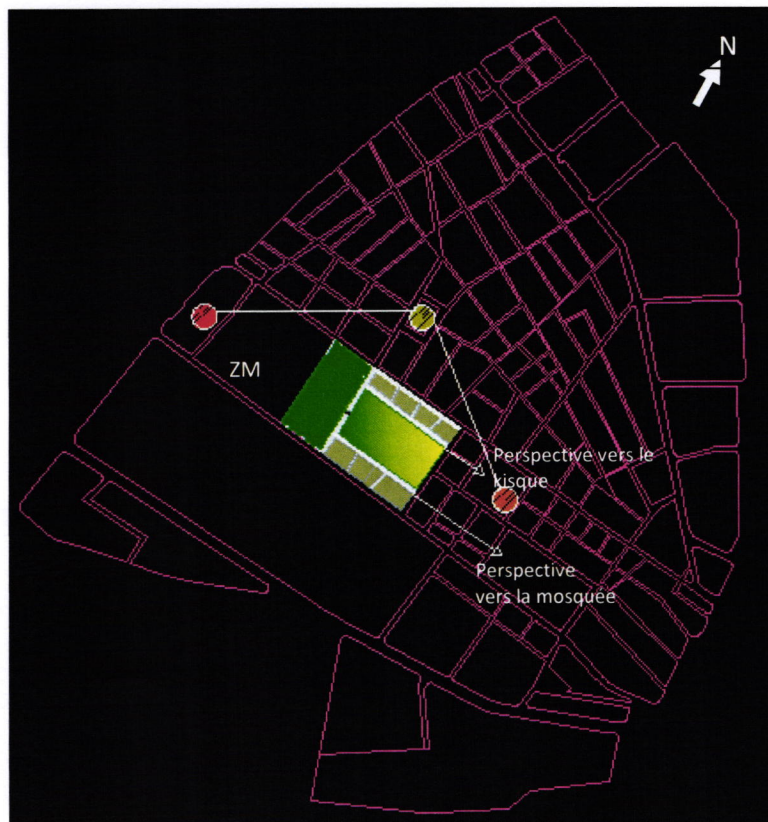 N
ZM
Perspective vers le
kisque
Perspective
vers la mosquée